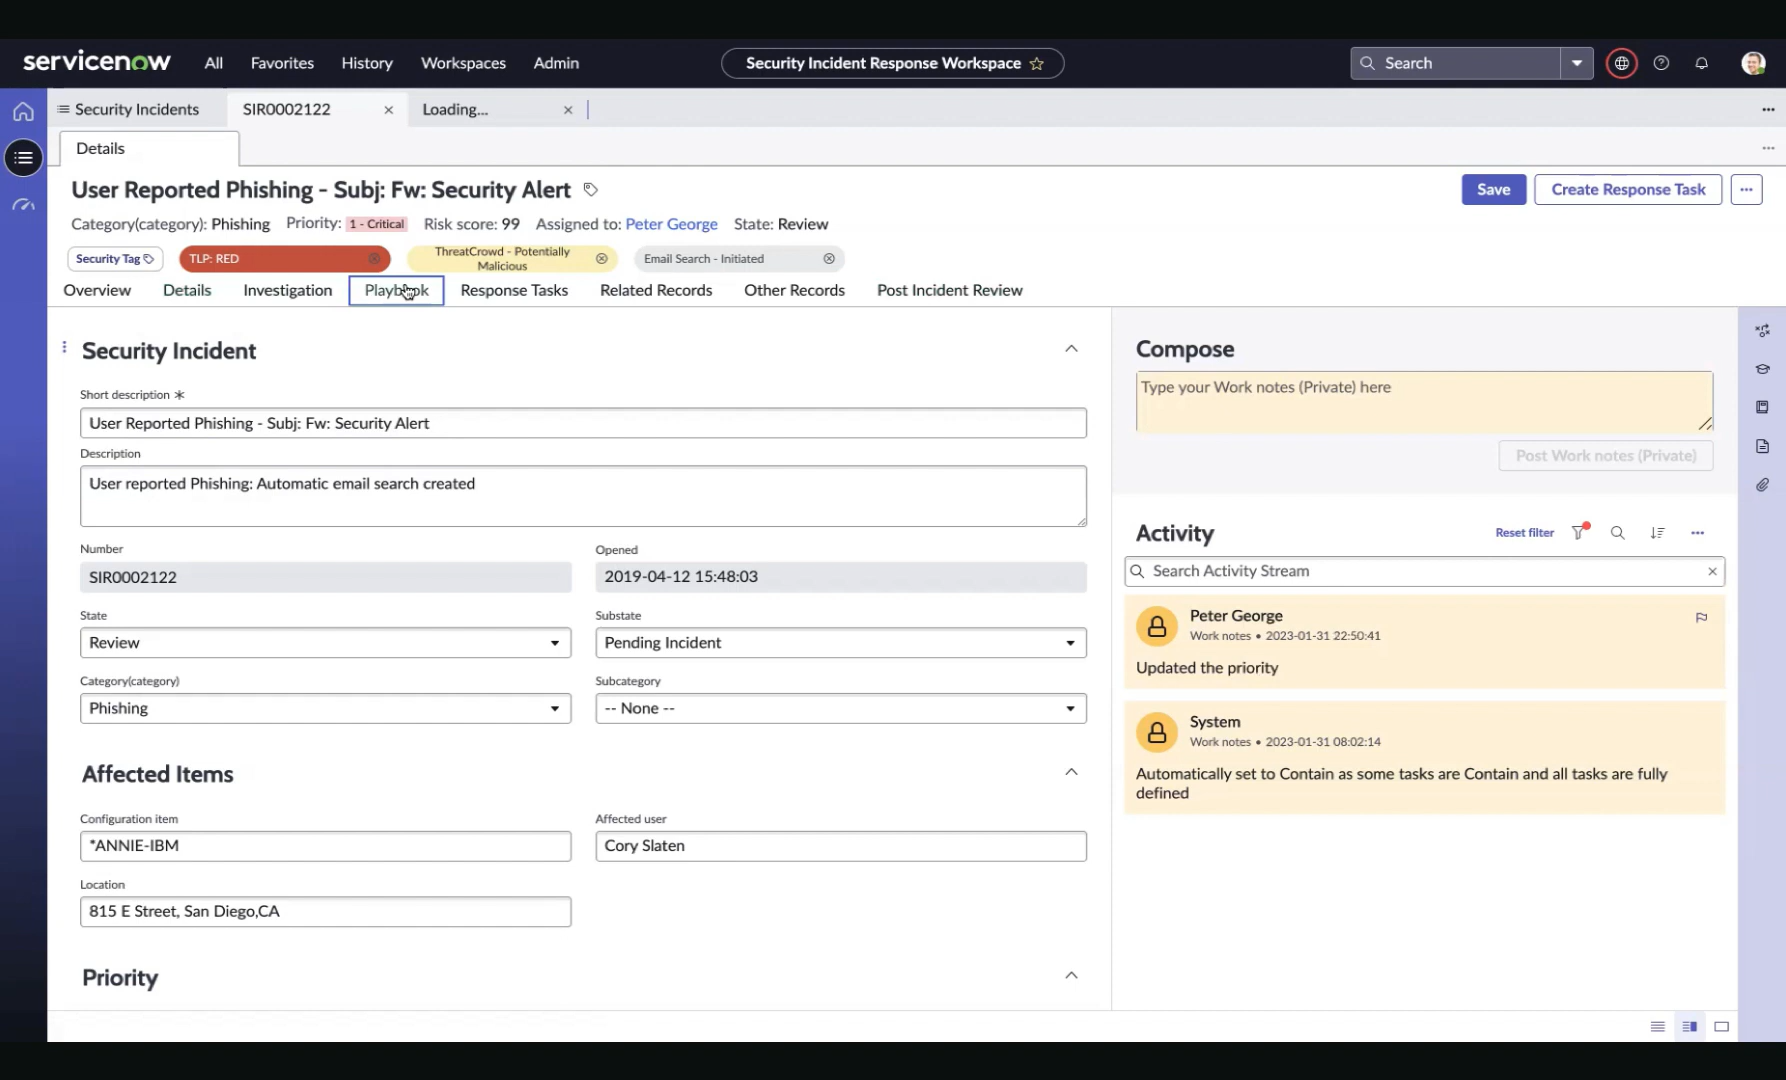 servicenow All Favorites History Workspaces Admin Security Incident Response Workspace Search
Security Incidents SIR0002122 Loading...
Details
User Reported Phishing - Subj: Fw: Security Alert Save Create Response Task
Category(category): Phishing Priority: 1 - Critical Risk score: 99 Assigned to: Peter George State: Review
Security Tag TLP: RED ThreatCrowd - Potentially Email Search - Initiated
Malicious
Overview Details Investigation Playbook Response Tasks Related Records Other Records Post Incident Review
Security Incident
Short description *
User Reported Phishing - Subj: Fw: Security Alert
Description
User reported Phishing: Automatic email search created
Number Opened
SIR0002122 2019-04-12 15:48:03
State Substate
Review Pending Incident
Category(category) Subcategory
Phishing -- None --
Affected Items
Configuration item Affected user
*ANNIE-IBM Cory Slaten
Location
815 E Street, San Diego,CA
Priority
Compose
Type your Work notes (Private) here
Post Work notes (Private)
Activity Reset filter
Search Activity Stream
Peter George
Work notes • 2023-01-31 22:50:41
Updated the priority
System
Work notes • 2023-01-31 08:02:14
Automatically set to Contain as some tasks are Contain and all tasks are fully
defined